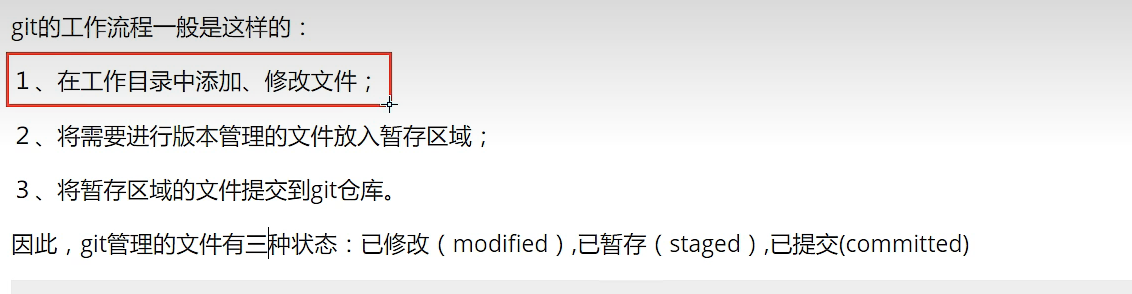 git的工作流程一般是这样的：
１、在工作目录中添加、修改文件；
２、将需要进行版本管理的文件放入暂存区域；
３、将暂存区域的文件提交到git仓库。
因此，git管理的文件有三种状态：已修改（modified）,已暂存（staged）,已提交(committed)